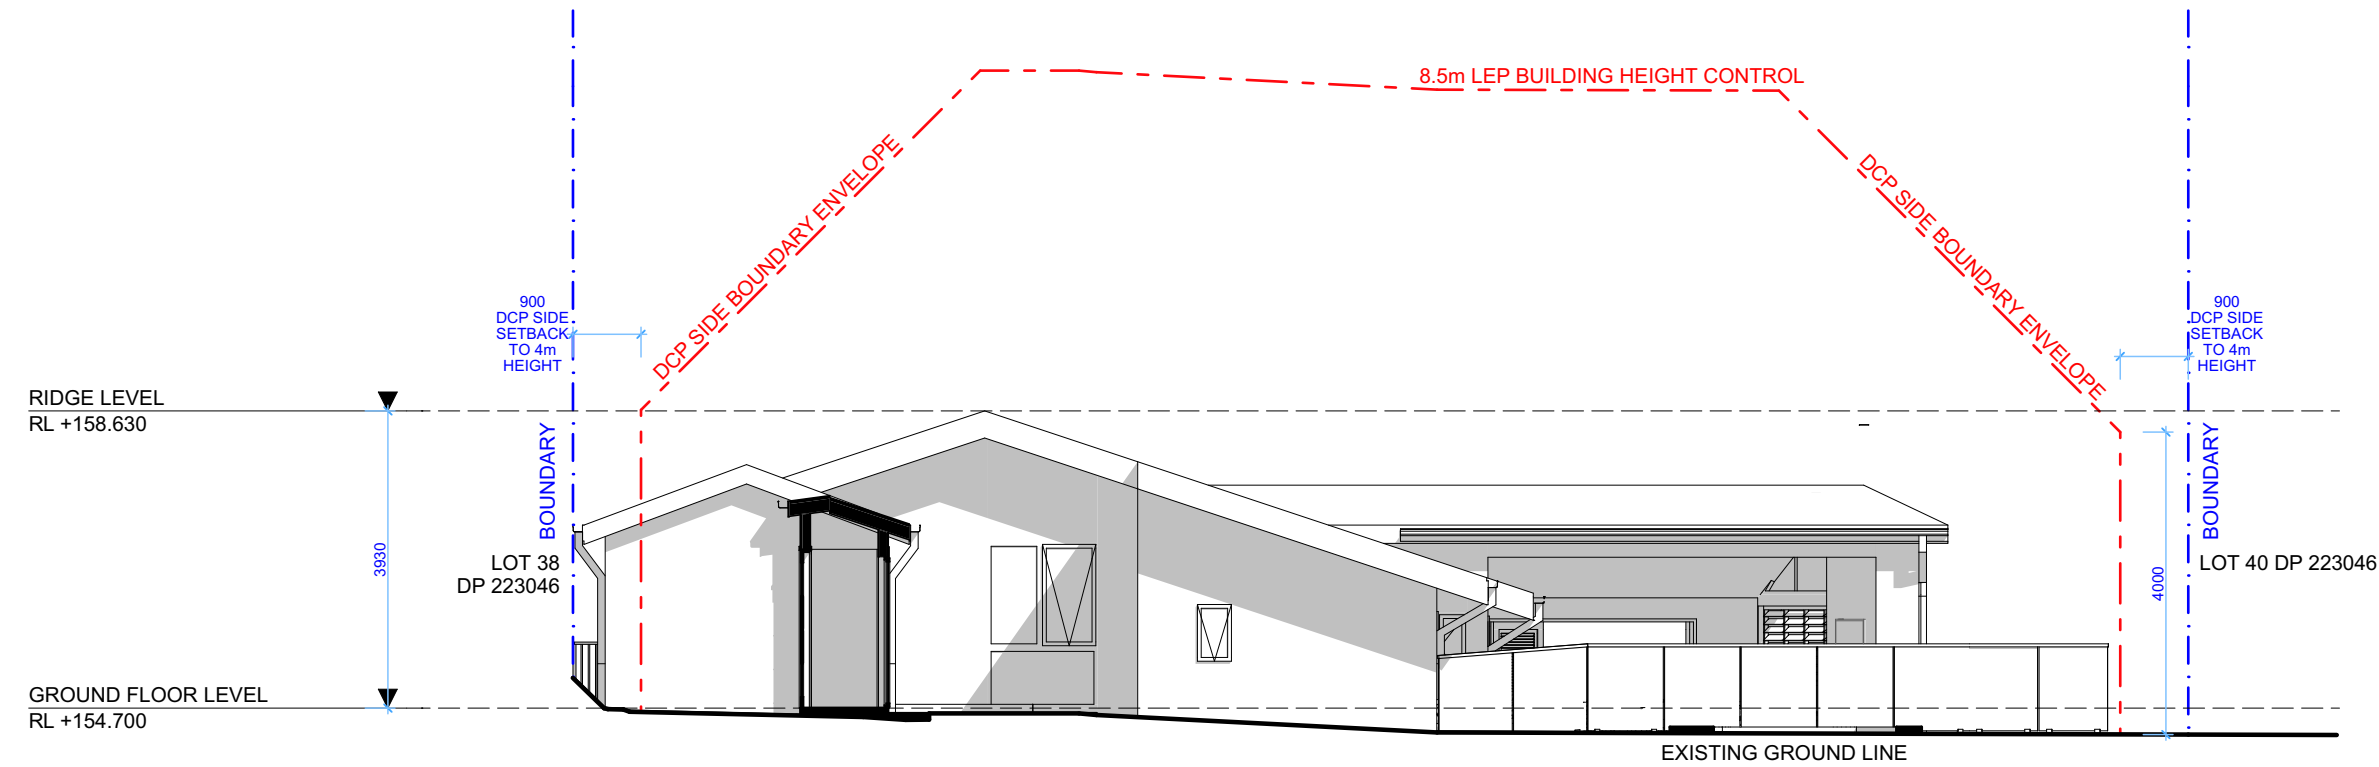 8.5m LEP BUILDING HEIGHT CONTROL
DCP SIDE BOUNDARY ENVELOPE
DCP SIDE BOUNDARY ENVELOPE
900
DCP SIDE
SETBACK
TO 4m
HEIGHT
900
DCP SIDE
SETBACK
TO 4m
HEIGHT
RIDGE LEVEL
RL +158.630
BOUNDARY
BOUNDARY
3930
LOT 38
DP 223046
LOT 40 DP 223046
4000
GROUND FLOOR LEVEL
RL +154.700
EXISTING GROUND LINE